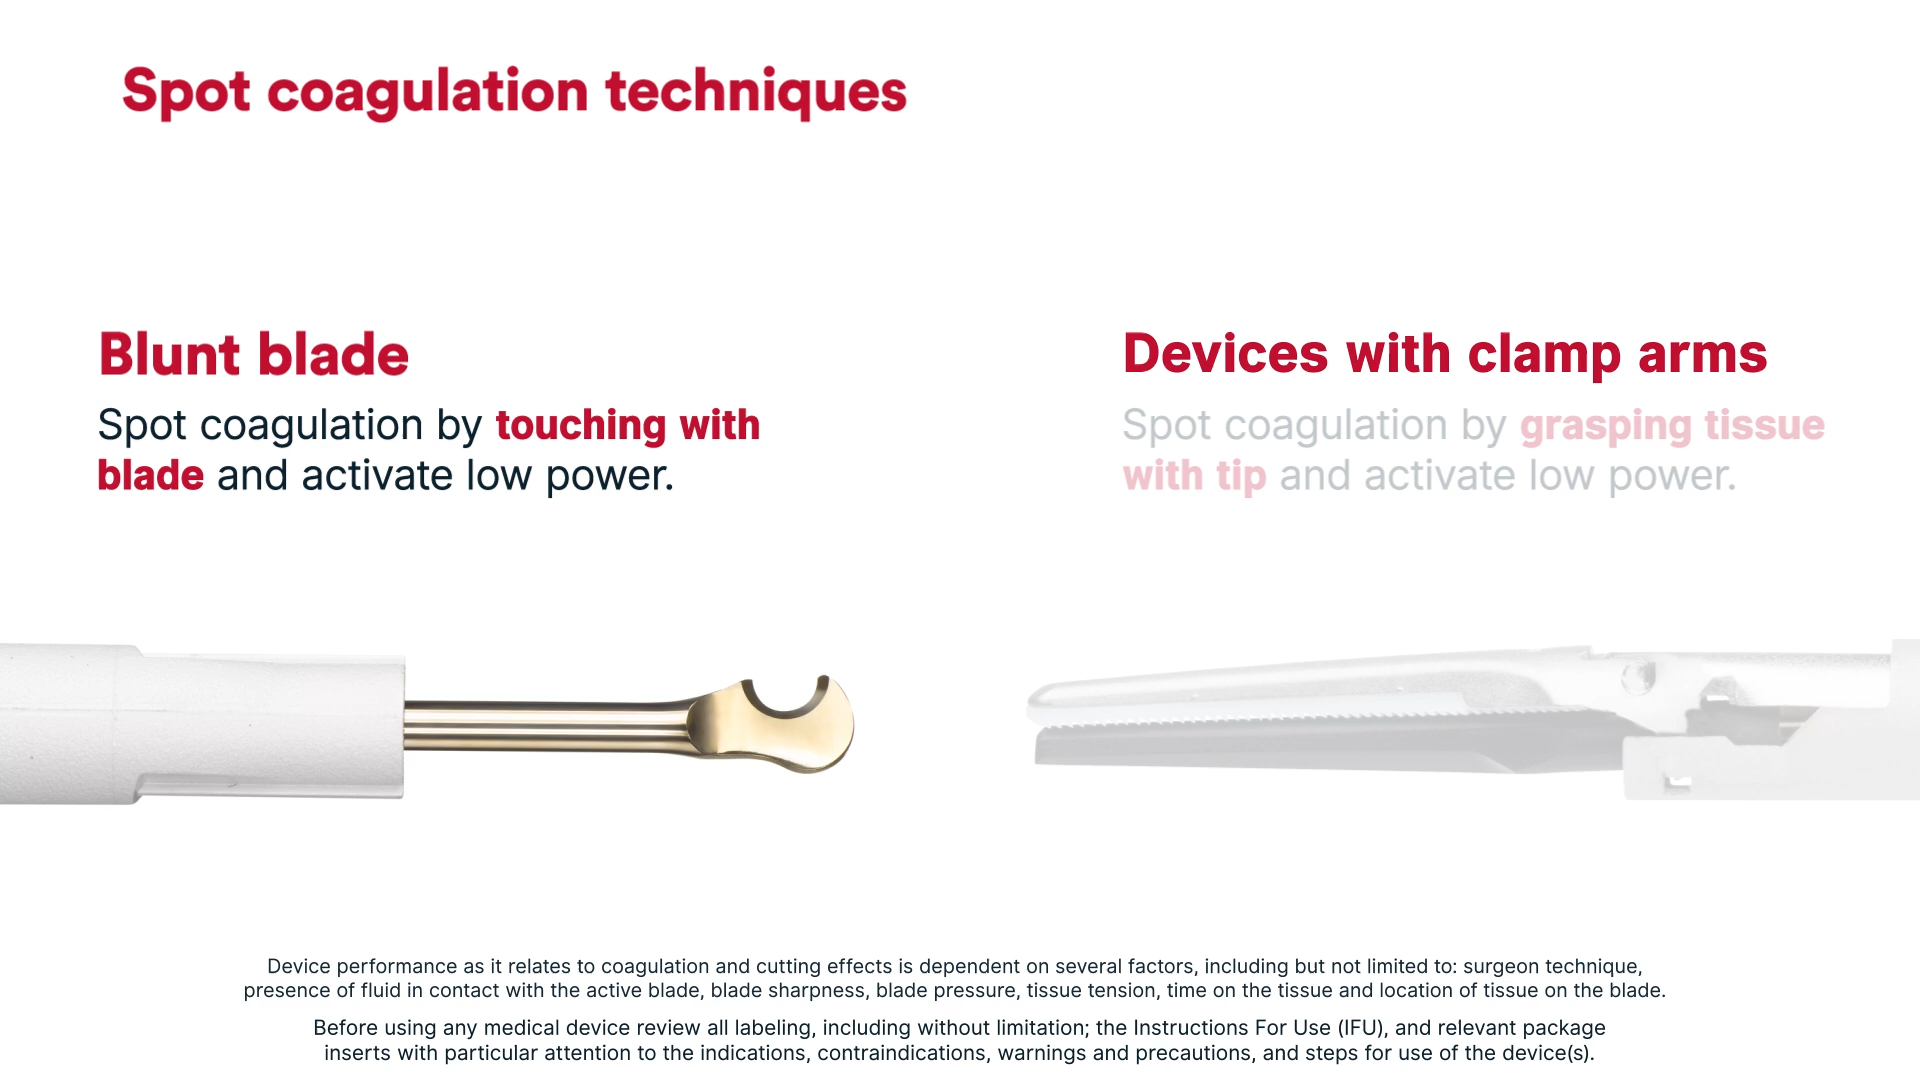 Spot coagulation techniques
Blunt blade
Spot coagulation by touching with
blade and activate low power.
Devices with clamp arms
Spot coagulation by grasping tissue
with tip and activate low power.
Device performance as it relates to coagulation and cutting effects is dependent on several factors, including but not limited to: surgeon technique,
presence of fluid in contact with the active blade, blade sharpness, blade pressure, tissue tension, time on the tissue and location of tissue on the blade.
Before using any medical device review all labeling, including without limitation; the Instructions For Use (IFU), and relevant package
inserts with particular attention to the indications, contraindications, warnings and precautions, and steps for use of the device(s).